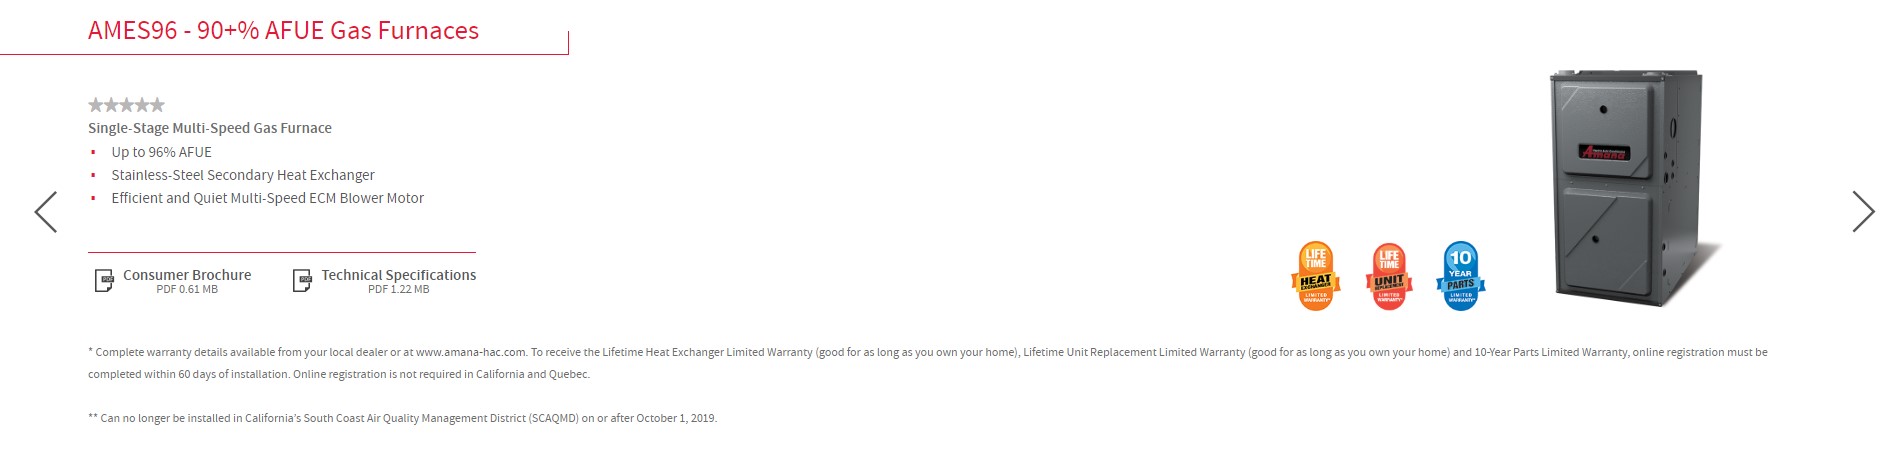 AMES96 - 90+% AFUE Gas Furnaces
Single-Stage Multi-Speed Gas Furnace
Up to 96% AFUE
Stainless-Steel Secondary Heat Exchanger
Efficient and Quiet Multi-Speed ECM Blower Motor
Consumer Brochure
PDF 0.61 MB
Technical Specifications
PDF 1.22 MB
LIFE
TIME
HEAT
EXCHANGER
LIMITED
WARRANTY*
LIFE
TIME
UNIT
REPLACEMENT
LIMITED
WARRANTY*
10
YEAR
PARTS
LIMITED
WARRANTY*
Amana
* Complete warranty details available from your local dealer or at www.amana-hac.com. To receive the Lifetime Heat Exchanger Limited Warranty (good for as long as you own your home), Lifetime Unit Replacement Limited Warranty (good for as long as you own your home) and 10-Year Parts Limited Warranty, online registration must be
completed within 60 days of installation. Online registration is not required in California and Quebec.
** Can no longer be installed in California's South Coast Air Quality Management District (SCAQMD) on or after October 1, 2019.